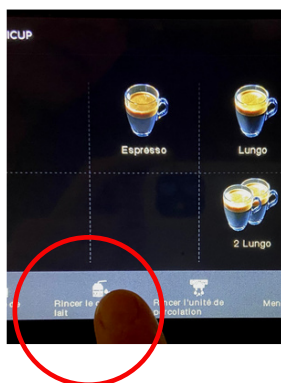 ICUP
Espresso
Lungo
2 Lungo
Rincer le
lait
Rincer l'unité de
percolation
Men